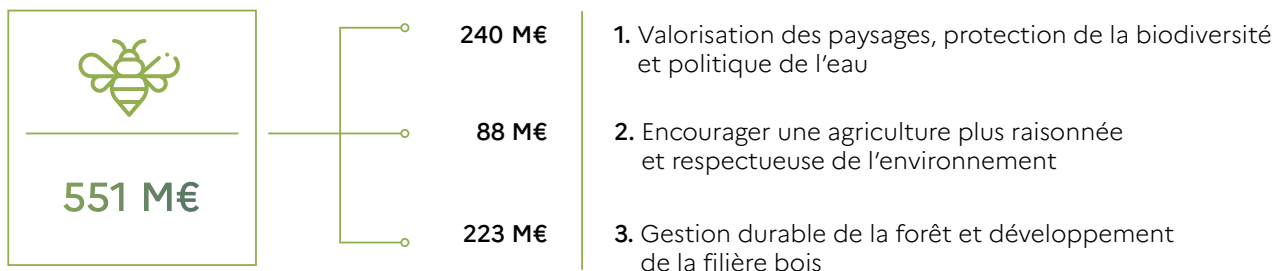 551 M€
240 M€
1. Valorisation des paysages, protection de la biodiversité
et politique de l’eau
88 M€
2. Encourager une agriculture plus raisonnée
et respectueuse de l’environnement
223 M€
3. Gestion durable de la forêt et développement
de la filière bois